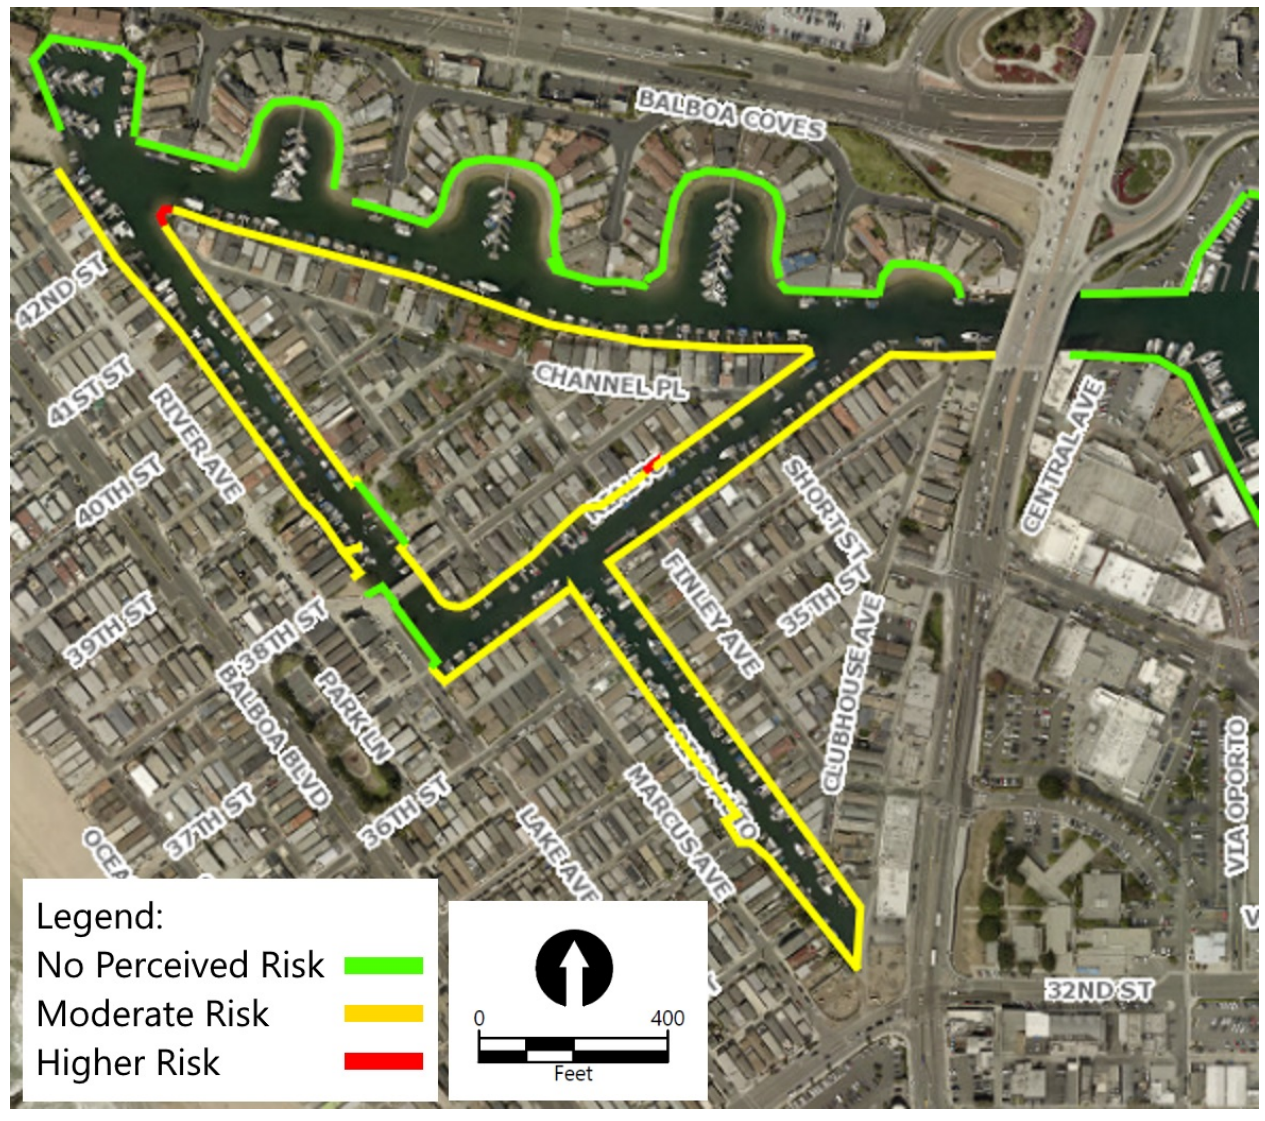 BALBOA COVES
42ND ST
41ST ST
CHANNEL PL
RIVER AVE
CENTRAL AVE
40TH ST
SHORT ST
FINLEY AVE
35TH ST
39TH ST
38TH ST
CLUBHOUSE AVE
BALBOA BLVD
PARK LN
MARCUS AVE
36TH ST
37TH ST
LAKE AVE
VIA OPORTO
OCEA
V
32ND ST
Legend:
No Perceived Risk
Moderate Risk
Higher Risk
0 400
Feet